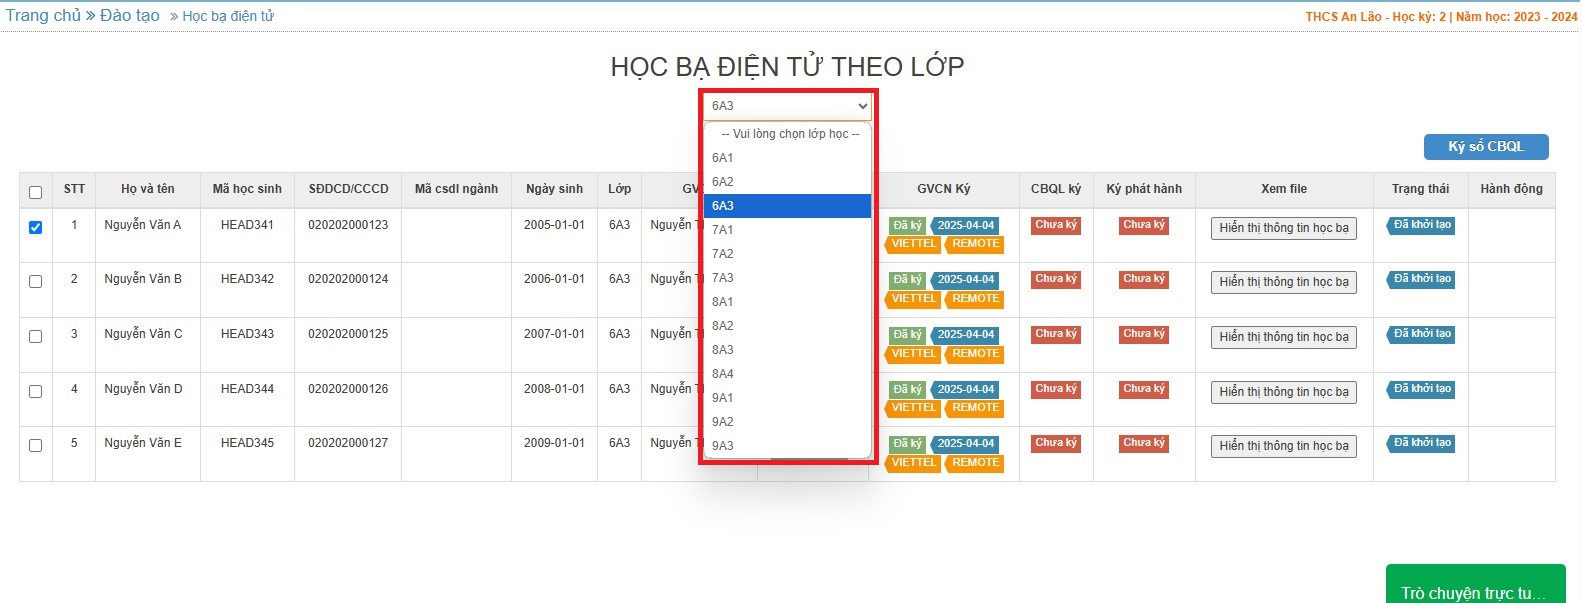 Trang chủ » Đào tạo » Học bạ điện tử
THCS An Lão - Học kỳ: 2 | Năm học: 2023 - 2024
HỌC BẠ ĐIỆN TỬ THEO LỚP
6A3
-- Vui lòng chọn lớp học --
6A1
6A2
6A3
7A1
7A2
7A3
8A1
8A2
8A3
8A4
9A1
9A2
9A3
Ký số CBQL
STT Họ và tên Mã học sinh SĐDCD/CCCD Mã csdl ngành Ngày sinh Lớp GVCN Ký CBQL ký Ký phát hành Xem file Trạng thái Hành động
1 Nguyễn Văn A HEAD341 020202000123 2005-01-01 6A3 Nguyễn Đã ký 2025-04-04 Chưa ký Chưa ký Hiển thị thông tin học bạ Đã khởi tạo
VIETTEL REMOTE
2 Nguyễn Văn B HEAD342 020202000124 2006-01-01 6A3 Nguyễn Đã ký 2025-04-04 Chưa ký Chưa ký Hiển thị thông tin học bạ Đã khởi tạo
VIETTEL REMOTE
3 Nguyễn Văn C HEAD343 020202000125 2007-01-01 6A3 Nguyễn Đã ký 2025-04-04 Chưa ký Chưa ký Hiển thị thông tin học bạ Đã khởi tạo
VIETTEL REMOTE
4 Nguyễn Văn D HEAD344 020202000126 2008-01-01 6A3 Nguyễn Đã ký 2025-04-04 Chưa ký Chưa ký Hiển thị thông tin học bạ Đã khởi tạo
VIETTEL REMOTE
5 Nguyễn Văn E HEAD345 020202000127 2009-01-01 6A3 Nguyễn Đã ký 2025-04-04 Chưa ký Chưa ký Hiển thị thông tin học bạ Đã khởi tạo
VIETTEL REMOTE
Trò chuyện trực tu...